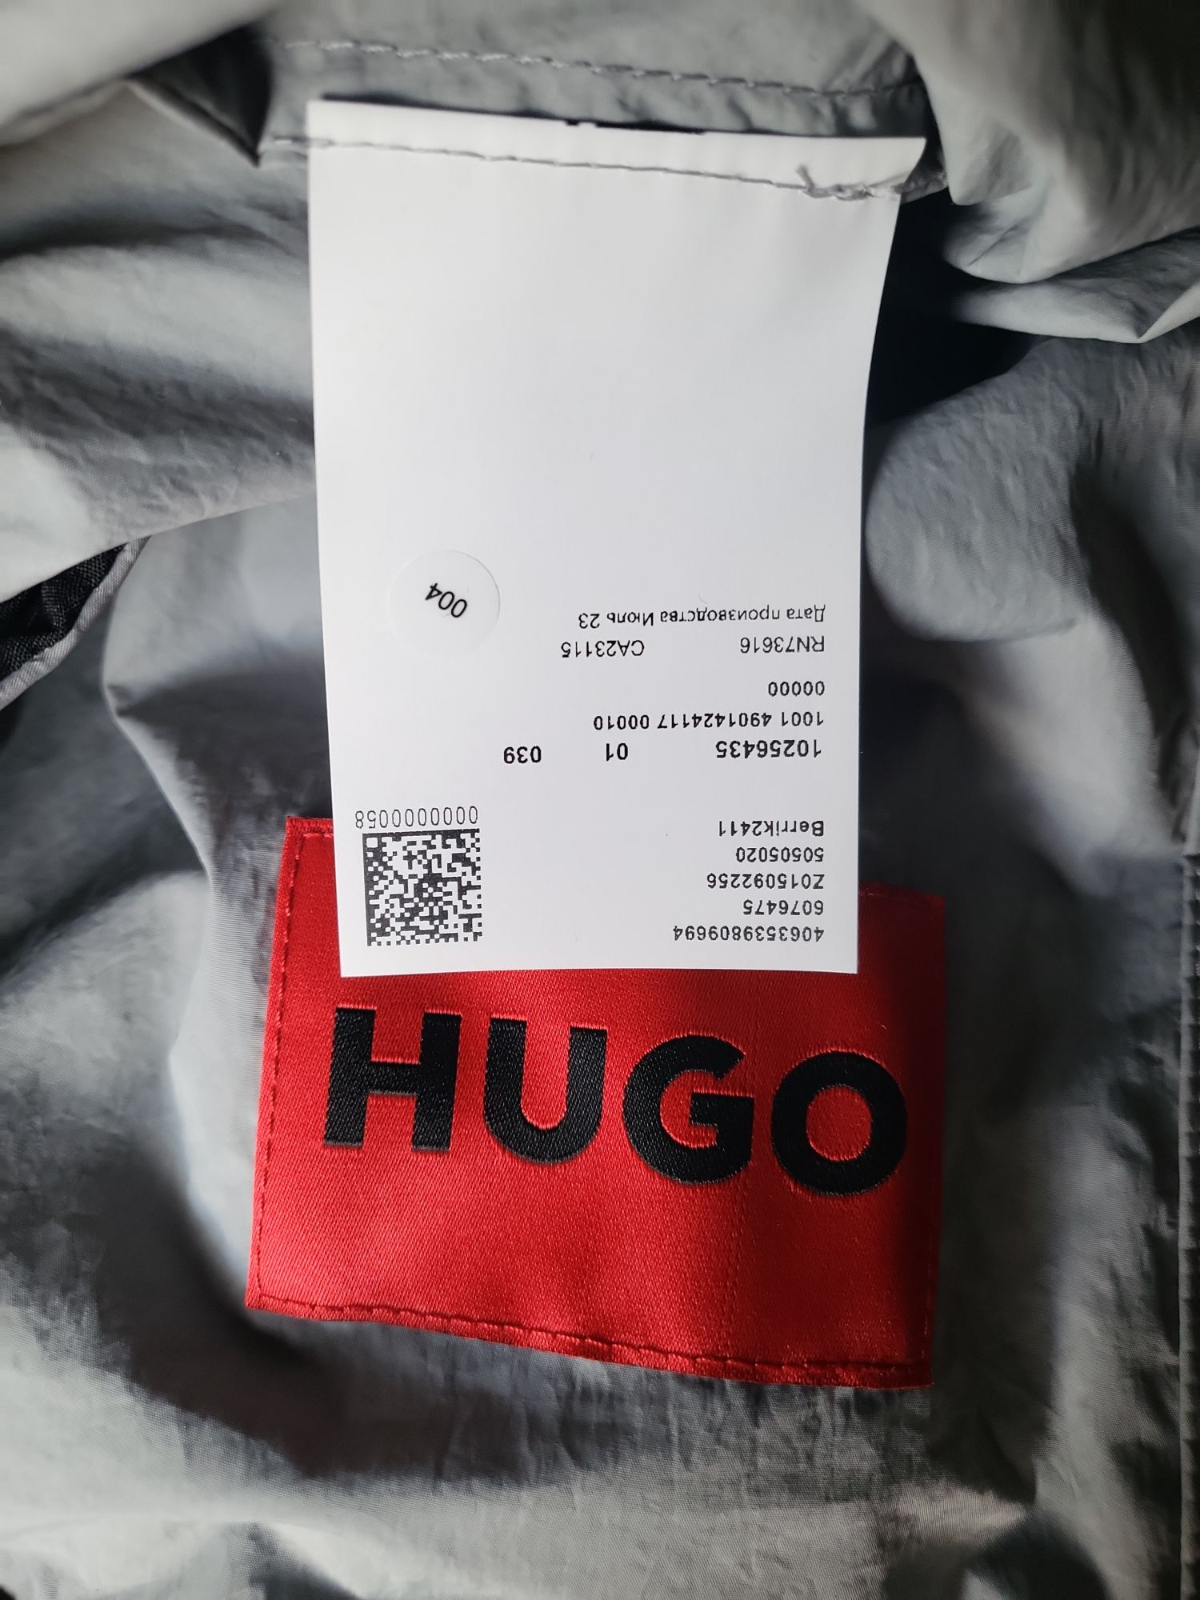 4063539809694
6076475
Z015092256
50505020
Berrik2411
0000000058
10256435 01 039
1001 4901424117 00010
00000
RN73616 CA23115
Дата производства Июль 23
004
HUGO